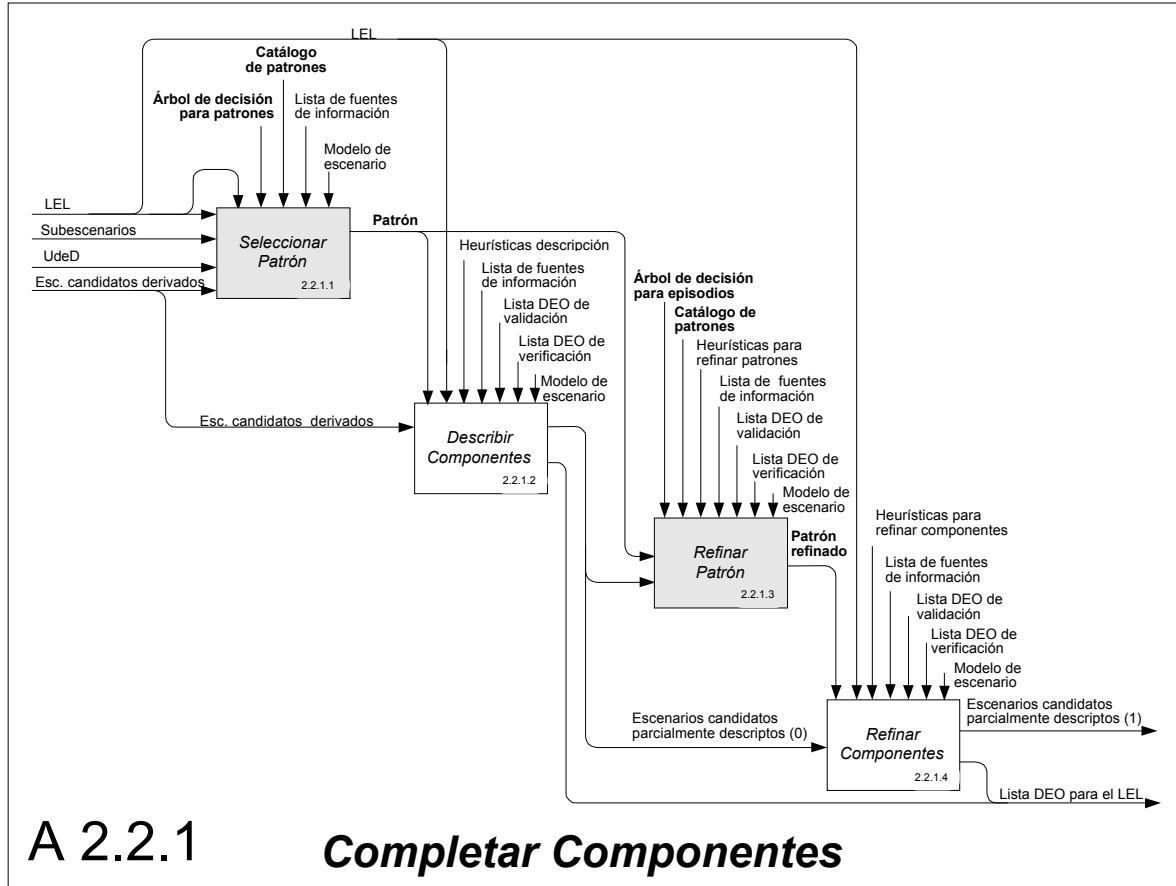 LEL
Catálogo
de patrones
Árbol de decisión
para patrones
Lista de fuentes
de información
Modelo de
escenario
LEL
Subescenarios
UdeD
Esc. candidatos derivados
Seleccionar
Patrón
2.2.1.1
Patrón
Heurísticas descripción
Lista de fuentes
de información
Lista DEO de
validación
Lista DEO de
verificación
Modelo de
escenario
Esc. candidatos  derivados
Describir
Componentes
2.2.1.2
Árbol de decisión
para episodios
Catálogo de
patrones
Heurísticas para
refinar patrones
Lista de  fuentes
de información
Lista DEO de
validación
Lista DEO de
verificación
Modelo de
escenario
Refinar
Patrón
2.2.1.3
Patrón
refinado
Heurísticas para
refinar componentes
Lista de fuentes
de información
Lista DEO de
validación
Lista DEO de
verificación
Modelo de
escenario
Escenarios candidatos
parcialmente descriptos (0)
Refinar
Componentes
2.2.1.4
Escenarios candidatos
parcialmente descriptos (1)
Lista DEO para el LEL
A 2.2.1
Completar Componentes